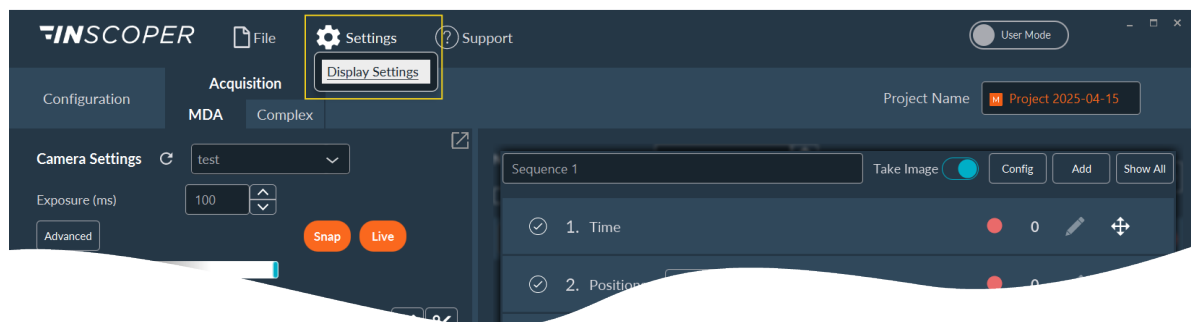 INSCOPER File Settings Support User Mode
Display Settings
Configuration Acquisition Project Name M Project 2025-04-15
MDA Complex
Camera Settings test
Sequence 1 Take Image Config Add Show All
Exposure (ms) 100
Advanced Snap Live
1. Time 0
2. Positions 0